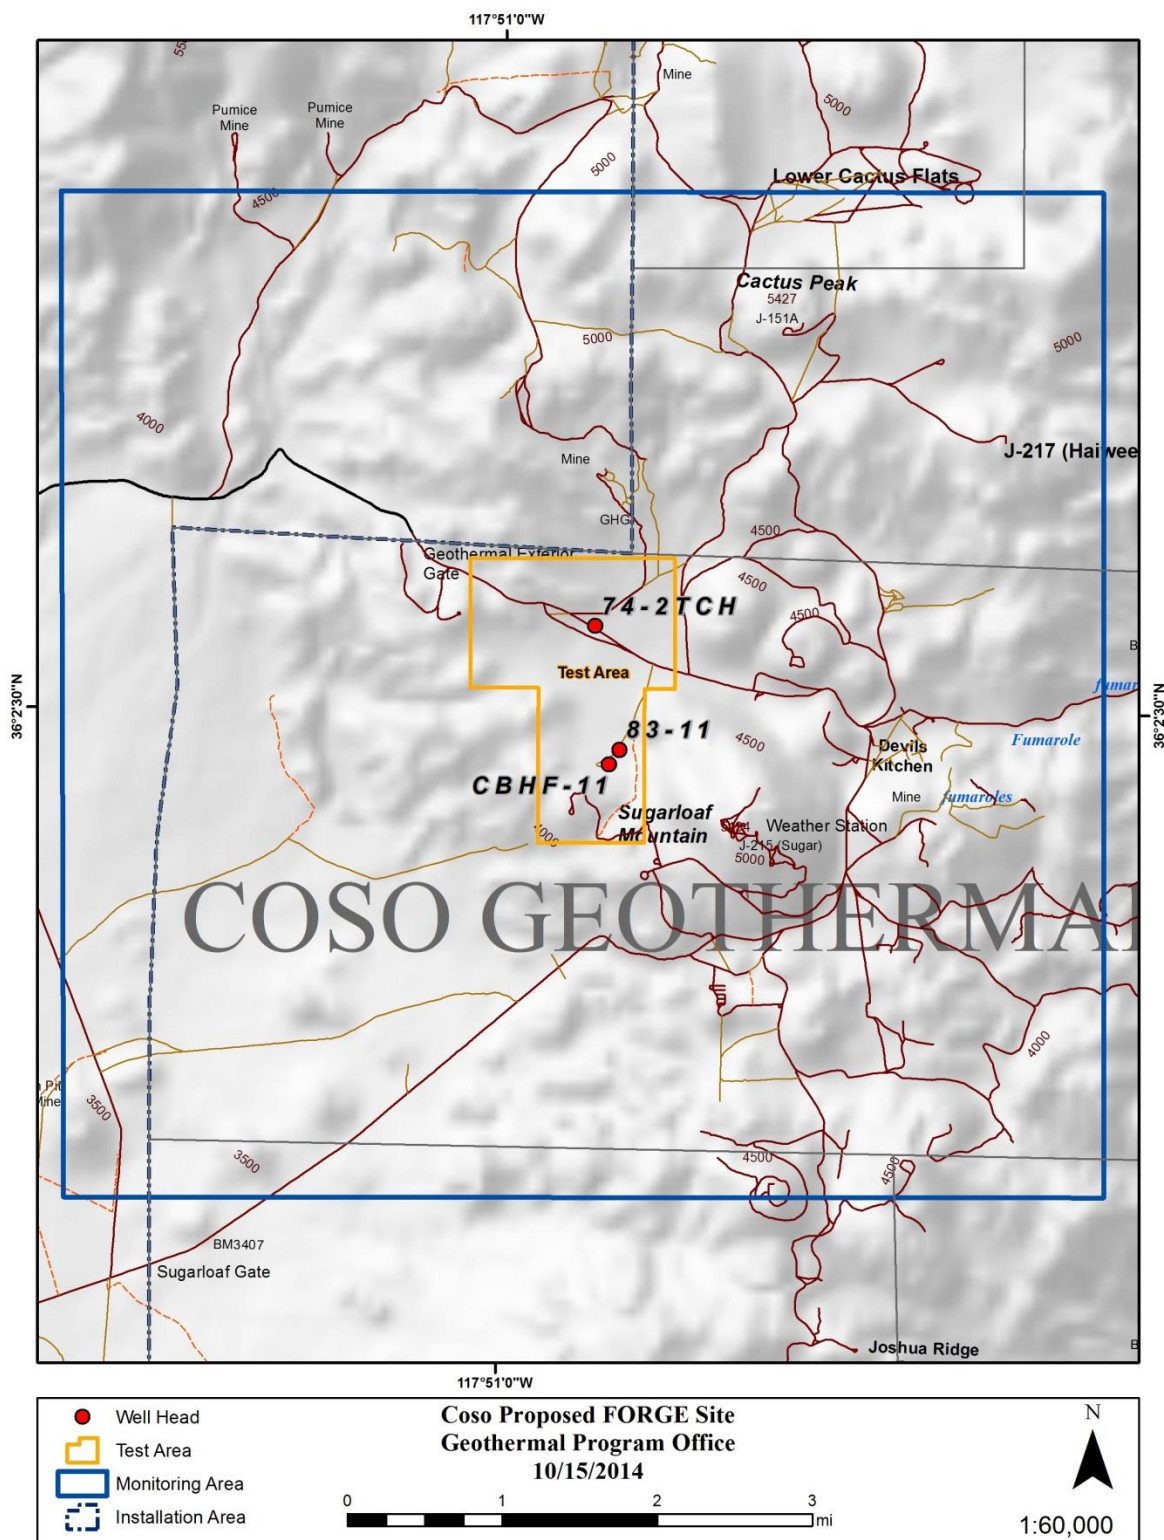 117°51'0"W
Mine
Pumice
Mine
Pumice
Mine
5000
5000
4500
Lower Cactus Flats
Cactus Peak
5427
J-151A
5000
5000
4000
J-217 (Haiwee
Mine
GHG
4500
Geothermal Exterior
Gate
4500
4500
74-2TCH
Test Area
36°2'30"N
36°2'30"N
83-11
4500
Fumarole
Devils
Kitchen
CBHF-11
Mine
fumaroles
Sugarloaf
Mountain
Weather Station
J-215 (Sugar)
5000
4000
COSO GEOTHERMAL
4000
3500
3500
4500
4500
BM3407
Sugarloaf Gate
Joshua Ridge
117°51'0"W
Well Head
Test Area
Monitoring Area
Installation Area
Coso Proposed FORGE Site
Geothermal Program Office
10/15/2014
0 1 2 3
mi
N
1:60,000